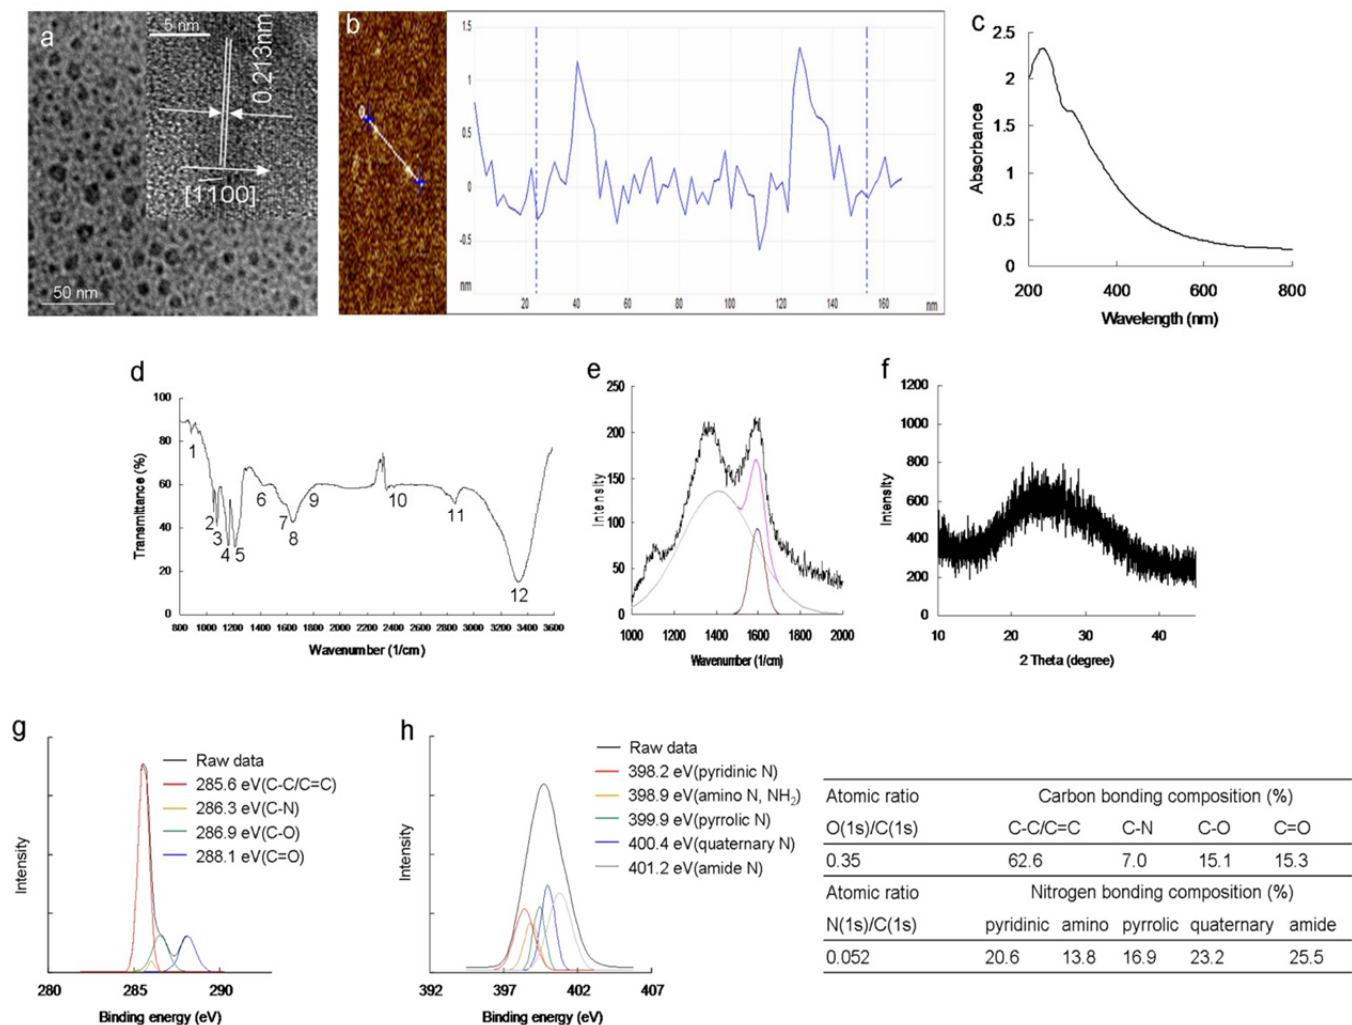 a
5 nm
0.213nm
[1100]
50 nm
b
0
1.5
1
0.5
0
-0.5
nm
20
40
60
80
100
120
140
160
nm
c
2.5
2
1.5
1
0.5
0
Absorbance
200
400
600
800
Wavelength (nm)
d
100
80
60
40
20
0
Transmittance (%)
1
2
3
4
5
6
7
8
9
10
11
12
800 1000 1200 1400 1600 1800 2000 2200 2400 2600 2800 3000 3200 3400 3600
Wavenumber (1/cm)
e
250
200
150
100
50
0
Intensity
1000 1200 1400 1600 1800 2000
Wavenumber (1/cm)
f
1200
1000
800
600
400
200
0
Intensity
10
20
30
40
2 Theta (degree)
g
Intensity
Raw data
285.6 eV(C-C/C=C)
286.3 eV(C-N)
286.9 eV(C-O)
288.1 eV(C=O)
280
285
290
Binding energy (eV)
h
Intensity
Raw data
398.2 eV(pyridinic N)
398.9 eV(amino N, NH2)
399.9 eV(pyrrolic N)
400.4 eV(quaternary N)
401.2 eV(amide N)
392
397
402
407
Binding energy (eV)
Atomic ratio Carbon bonding composition (%)
O(1s)/C(1s) C-C/C=C C-N C-O C=O
0.35 62.6 7.0 15.1 15.3
Atomic ratio Nitrogen bonding composition (%)
N(1s)/C(1s) pyridinic amino pyrrolic quaternary amide
0.052 20.6 13.8 16.9 23.2 25.5